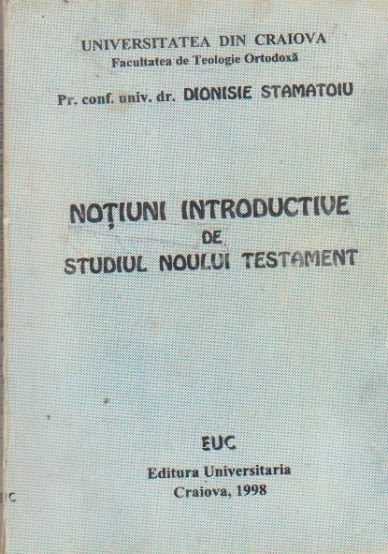 UNIVERSITATEA DIN CRAIOVA
Facultatea de Teologie Ortodoxă
Pr. conf. univ. dr. DIONISIE STAMATOIU
NOȚIUNI INTRODUCTIVE
DE
STUDIUL NOULUI TESTAMENT
EUC
Editura Universitaria
Craiova, 1998